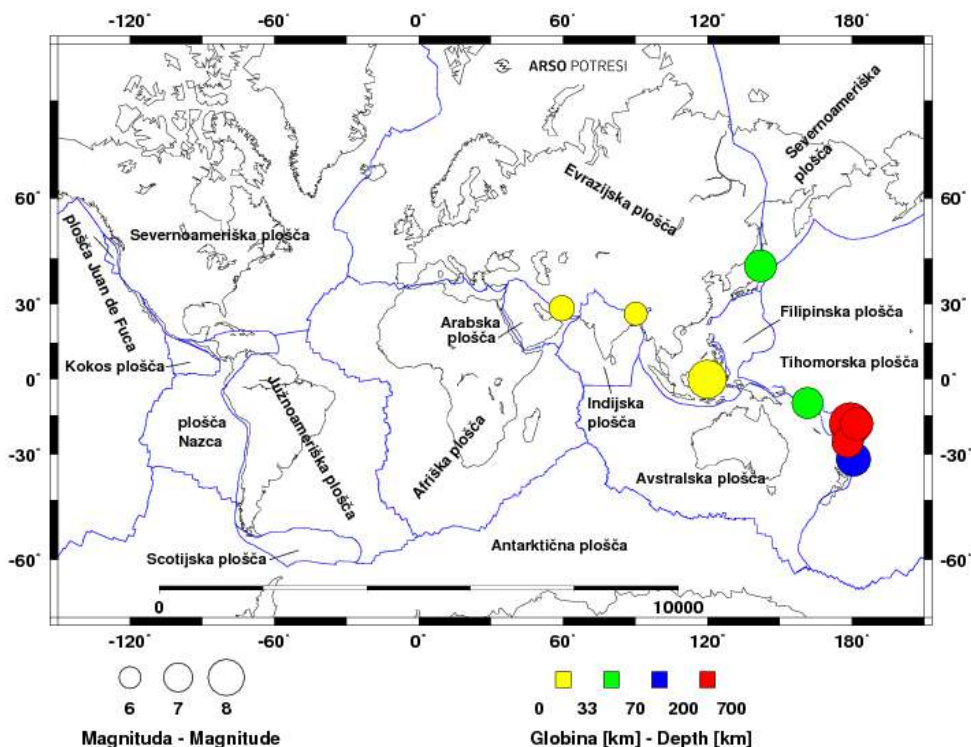 -120° -60° 0° 60° 120° 180°
ARSO POTRESI
Severnoameriška
plošča
Evrazijska plošča
60° 60°
Severnoameriška plošča
plošča Juan de Fuca
30° 30°
Arabska
plošča
Filipinska plošča
Kokos plošča
Tihomorska plošča
0° 0°
Južnoameriška plošča
Indijska
plošča
plošča
Nazca
Afriška plošča
-30° -30°
Avstralska plošča
Antarktična plošča
Scotijska plošča
-60° -60°
0 10000
-120° -60° 0° 60° 120° 180°
6 7 8
0 33 70 200 700
Magnituda - Magnitude
Globina [km] - Depth [km]